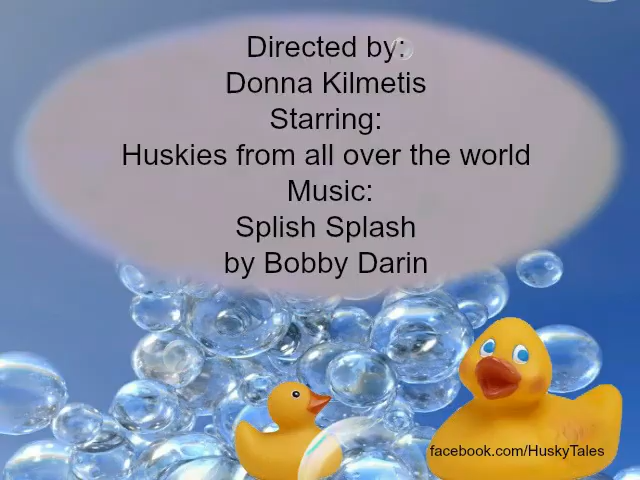 Directed by:
Donna Kilmetis
Starring:
Huskies from all over the world
Music:
Splish Splash
by Bobby Darin
facebook.com/HuskyTales